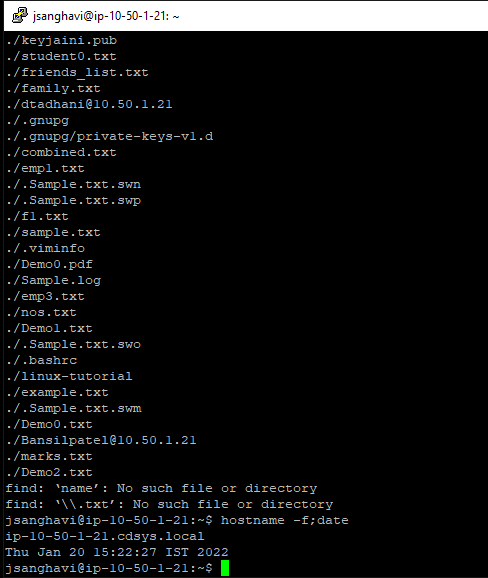 jsanghavi@ip-10-50-1-21: ~
./keyjaini.pub
./student0.txt
./friends_list.txt
./family.txt
./dtadhani@10.50.1.21
./.gnupg
./.gnupg/private-keys-v1.d
./combined.txt
./emp1.txt
./.Sample.txt.swn
./.Sample.txt.swp
./f1.txt
./sample.txt
./.viminfo
./Demo0.pdf
./Sample.log
./emp3.txt
./nos.txt
./Demo1.txt
./.Sample.txt.swo
./.bashrc
./linux-tutorial
./example.txt
./.Sample.txt.swm
./Demo0.txt
./Bansilpatel@10.50.1.21
./marks.txt
./Demo2.txt
find: ‘name’: No such file or directory
find: ‘\\.txt’: No such file or directory
jsanghavi@ip-10-50-1-21:~$ hostname -f;date
ip-10-50-1-21.cdsys.local
Thu Jan 20 15:22:27 IST 2022
jsanghavi@ip-10-50-1-21:~$